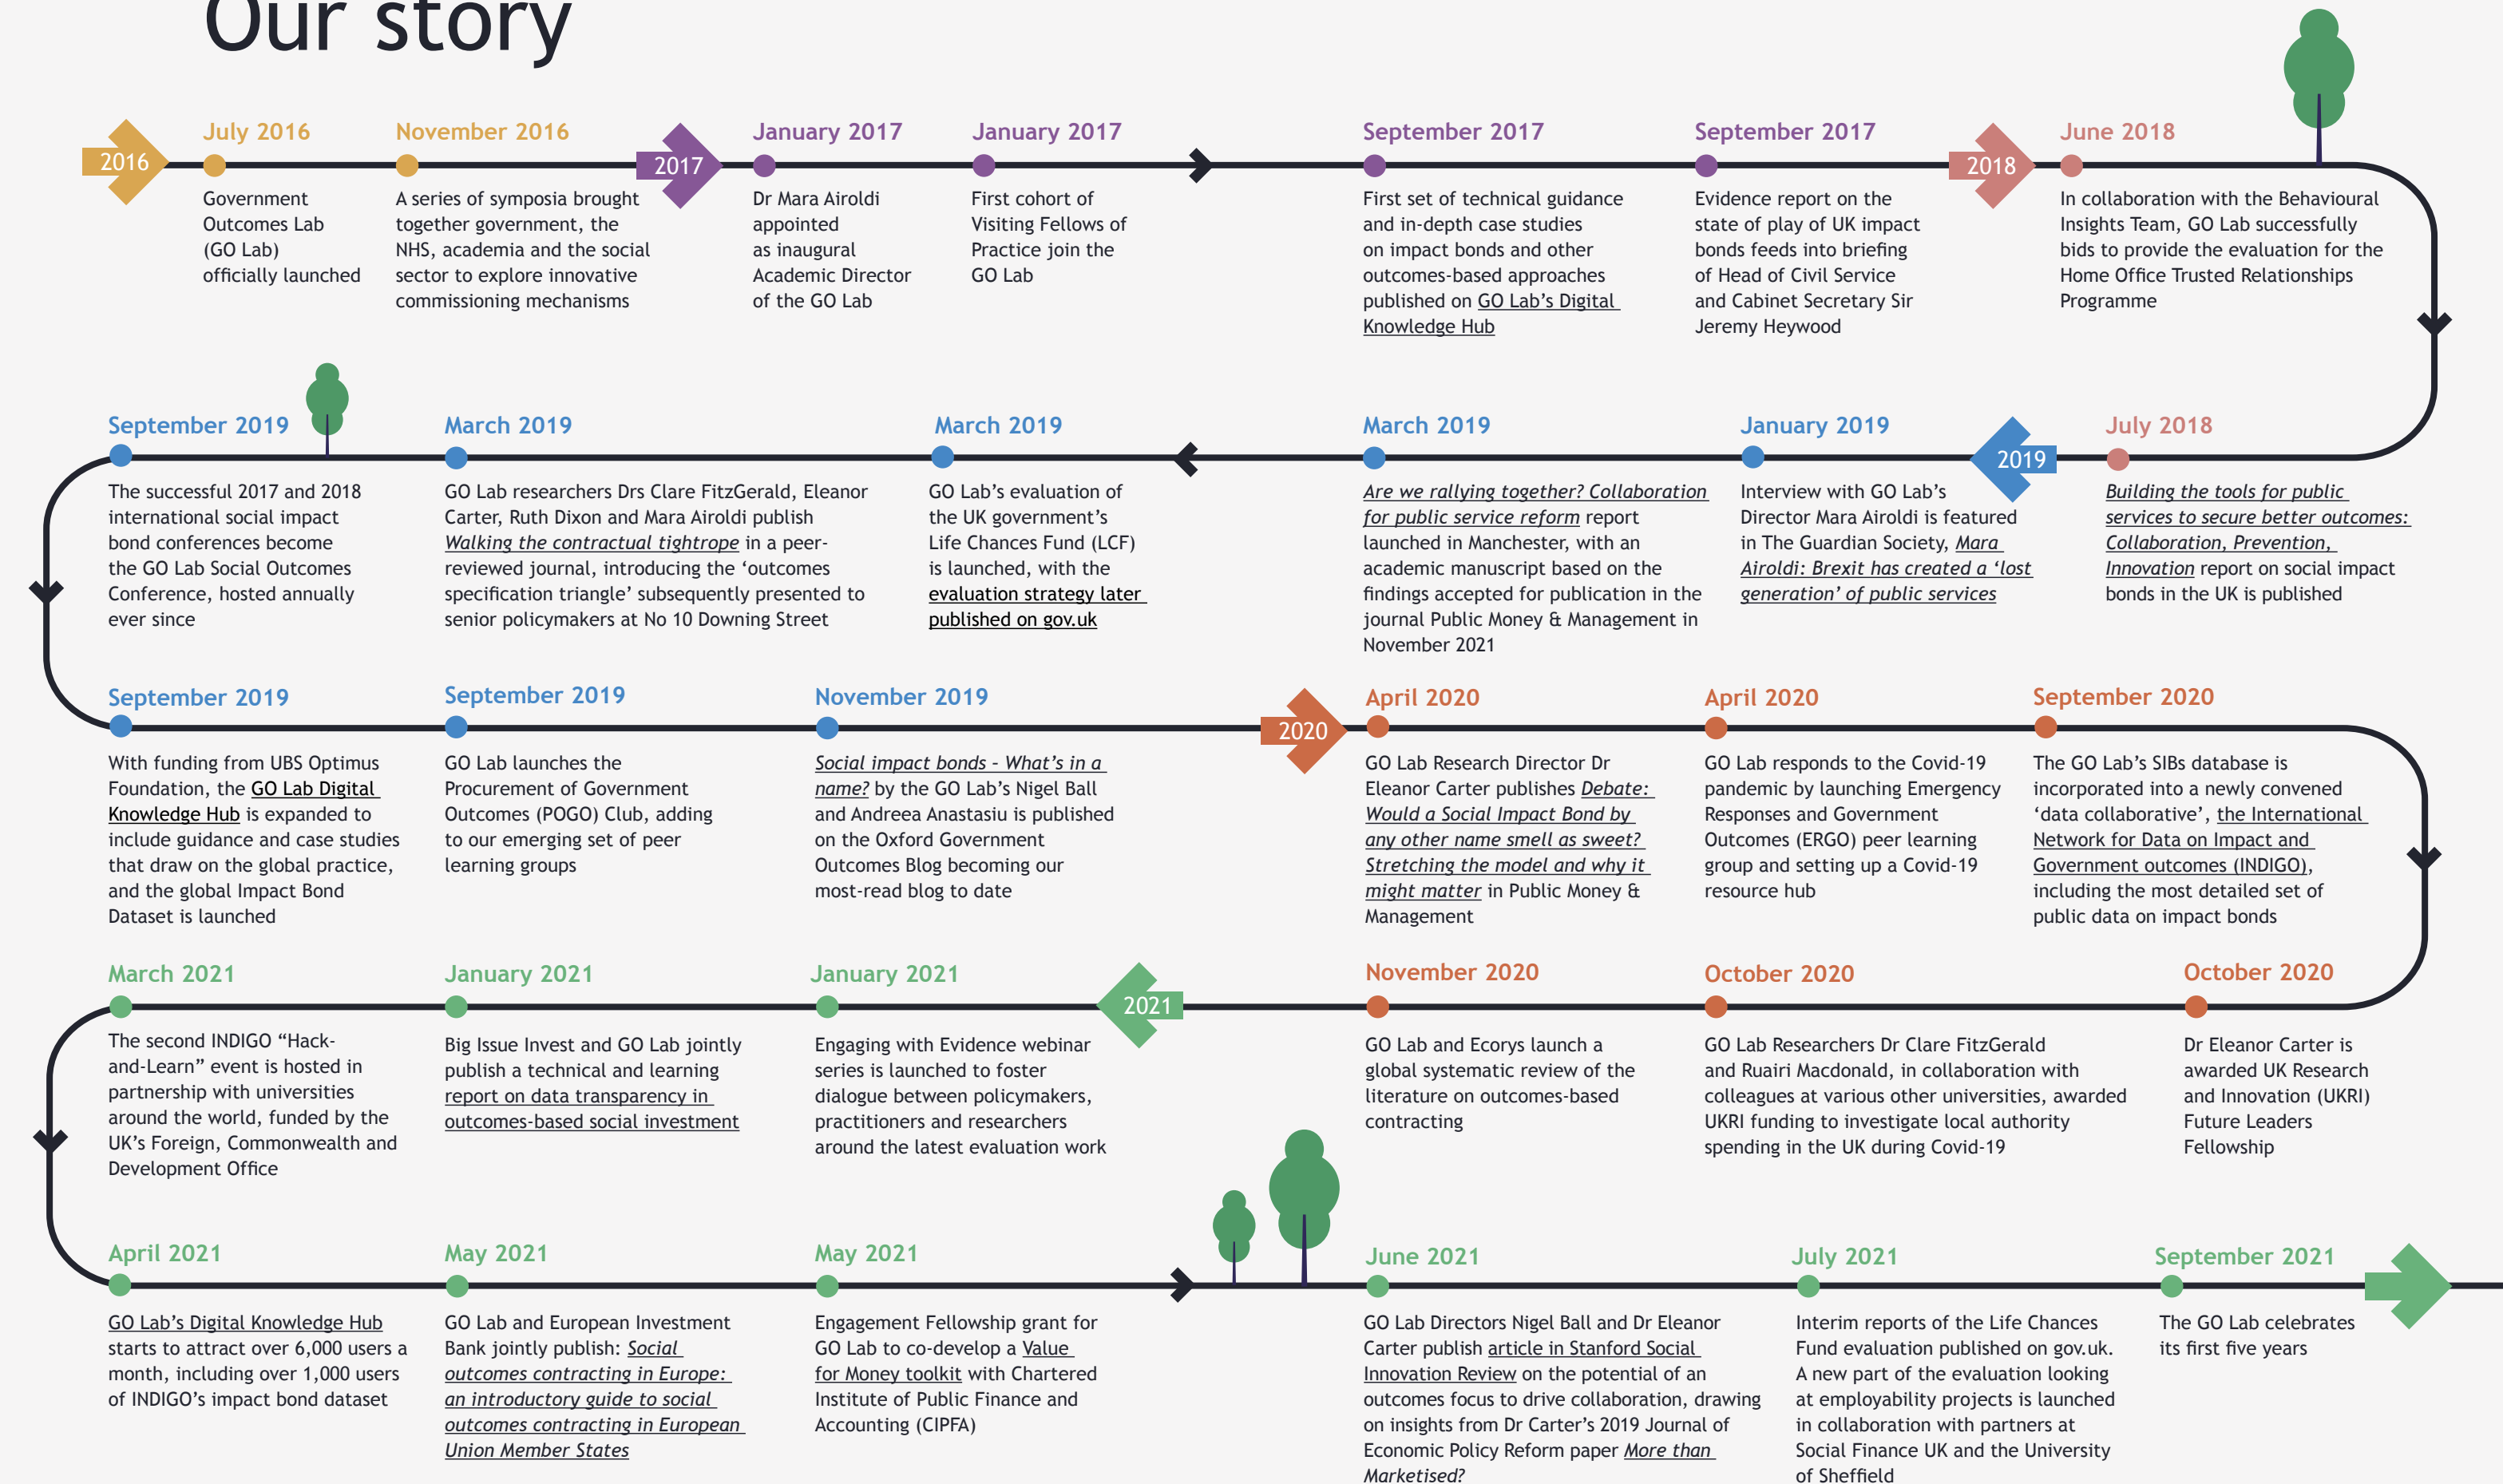 Our story
2016
July 2016
Government
Outcomes Lab
(GO Lab)
officially launched
November 2016
A series of symposia brought
together government, the
NHS, academia and the social
sector to explore innovative
commissioning mechanisms
2017
January 2017
Dr Mara Airoldi
appointed
as inaugural
Academic Director
of the GO Lab
January 2017
First cohort of
Visiting Fellows of
Practice join the
GO Lab
September 2017
First set of technical guidance
and in-depth case studies
on impact bonds and other
outcomes-based approaches
published on GO Lab’s Digital
Knowledge Hub
September 2017
Evidence report on the
state of play of UK impact
bonds feeds into briefing
of Head of Civil Service
and Cabinet Secretary Sir
Jeremy Heywood
2018
June 2018
In collaboration with the Behavioural
Insights Team, GO Lab successfully
bids to provide the evaluation for the
Home Office Trusted Relationships
Programme
July 2018
Building the tools for public
services to secure better outcomes:
Collaboration, Prevention,
Innovation report on social impact
bonds in the UK is published
2019
January 2019
Interview with GO Lab’s
Director Mara Airoldi is featured
in The Guardian Society, Mara
Airoldi: Brexit has created a ‘lost
generation’ of public services
March 2019
Are we rallying together? Collaboration
for public service reform report
launched in Manchester, with an
academic manuscript based on the
findings accepted for publication in the
journal Public Money & Management in
November 2021
March 2019
GO Lab’s evaluation of
the UK government’s
Life Chances Fund (LCF)
is launched, with the
evaluation strategy later
published on gov.uk
March 2019
GO Lab researchers Drs Clare FitzGerald, Eleanor
Carter, Ruth Dixon and Mara Airoldi publish
Walking the contractual tightrope in a peer-
reviewed journal, introducing the ‘outcomes
specification triangle’ subsequently presented to
senior policymakers at No 10 Downing Street
September 2019
The successful 2017 and 2018
international social impact
bond conferences become
the GO Lab Social Outcomes
Conference, hosted annually
ever since
September 2019
With funding from UBS Optimus
Foundation, the GO Lab Digital
Knowledge Hub is expanded to
include guidance and case studies
that draw on the global practice,
and the global Impact Bond
Dataset is launched
September 2019
GO Lab launches the
Procurement of Government
Outcomes (POGO) Club, adding
to our emerging set of peer
learning groups
November 2019
Social impact bonds - What’s in a
name? by the GO Lab’s Nigel Ball
and Andreea Anastasiu is published
on the Oxford Government
Outcomes Blog becoming our
most-read blog to date
2020
April 2020
GO Lab Research Director Dr
Eleanor Carter publishes Debate:
Would a Social Impact Bond by
any other name smell as sweet?
Stretching the model and why it
might matter in Public Money &
Management
April 2020
GO Lab responds to the Covid-19
pandemic by launching Emergency
Responses and Government
Outcomes (ERGO) peer learning
group and setting up a Covid-19
resource hub
September 2020
The GO Lab’s SIBs database is
incorporated into a newly convened
‘data collaborative’, the International
Network for Data on Impact and
Government outcomes (INDIGO),
including the most detailed set of
public data on impact bonds
October 2020
Dr Eleanor Carter is
awarded UK Research
and Innovation (UKRI)
Future Leaders
Fellowship
October 2020
GO Lab Researchers Dr Clare FitzGerald
and Ruairi Macdonald, in collaboration with
colleagues at various other universities, awarded
UKRI funding to investigate local authority
spending in the UK during Covid-19
November 2020
GO Lab and Ecorys launch a
global systematic review of the
literature on outcomes-based
contracting
2021
January 2021
Engaging with Evidence webinar
series is launched to foster
dialogue between policymakers,
practitioners and researchers
around the latest evaluation work
January 2021
Big Issue Invest and GO Lab jointly
publish a technical and learning
report on data transparency in
outcomes-based social investment
March 2021
The second INDIGO “Hack-
and-Learn” event is hosted in
partnership with universities
around the world, funded by the
UK’s Foreign, Commonwealth and
Development Office
April 2021
GO Lab’s Digital Knowledge Hub
starts to attract over 6,000 users a
month, including over 1,000 users
of INDIGO’s impact bond dataset
May 2021
GO Lab and European Investment
Bank jointly publish: Social
outcomes contracting in Europe:
an introductory guide to social
outcomes contracting in European
Union Member States
May 2021
Engagement Fellowship grant for
GO Lab to co-develop a Value
for Money toolkit with Chartered
Institute of Public Finance and
Accounting (CIPFA)
June 2021
GO Lab Directors Nigel Ball and Dr Eleanor
Carter publish article in Stanford Social
Innovation Review on the potential of an
outcomes focus to drive collaboration, drawing
on insights from Dr Carter’s 2019 Journal of
Economic Policy Reform paper More than
Marketised?
July 2021
Interim reports of the Life Chances
Fund evaluation published on gov.uk.
A new part of the evaluation looking
at employability projects is launched
in collaboration with partners at
Social Finance UK and the University
of Sheffield
September 2021
The GO Lab celebrates
its first five years